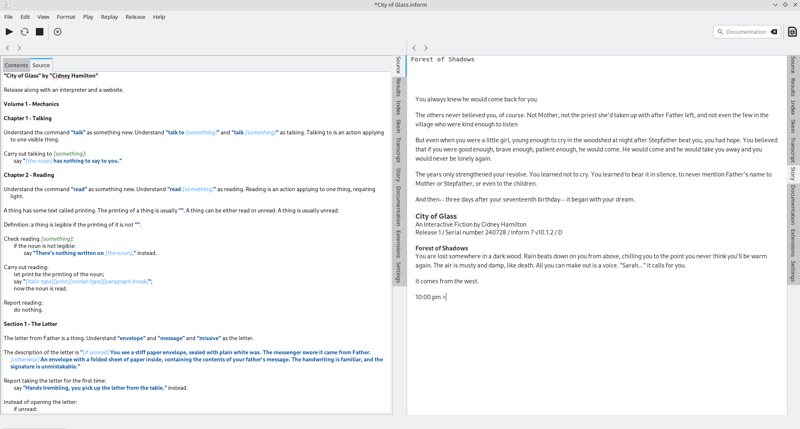 *City of Glass.inform
File Edit View Format Play Replay Release Help
Documentation
Contents Source
"City of Glass" by "Cidney Hamilton"
Release along with an interpreter and a website.
Volume 1 - Mechanics
Chapter 1 - Talking
Understand the command "talk" as something new. Understand "talk to [something]" and "talk [something]" as talking. Talking to is an action applying
to one visible thing.
Carry out talking to [something]:
say "[the noun] has nothing to say to you."
Chapter 2 - Reading
Understand the command "read" as something new. Understand "read [something]" as reading. Reading is an action applying to one thing, requiring
light.
A thing has some text called printing. The printing of a thing is usually "". A thing can be either read or unread. A thing is usually unread.
Definition: a thing is legible if the printing of it is not "".
Check reading [something]:
if the noun is not legible:
say "There's nothing written on [the noun]." instead.
Carry out reading:
let print be the printing of the noun;
say "[italic type][print][roman type][paragraph break]";
now the noun is read.
Report reading:
do nothing.
Section 1 - The Letter
The letter from Father is a thing. Understand "envelope" and "message" and "missive" as the letter.
The description of the letter is "[if unread]You see a stiff paper envelope, sealed with plain white wax. The messenger swore it came from Father.
[otherwise]An envelope with a folded sheet of paper inside, containing the contents of your father's message. The handwriting is familiar, and the
signature is unmistakable."
Report taking the letter for the first time:
say "Hands trembling, you pick up the letter from the table." instead.
Instead of opening the letter:
if unread:
Source
Results
Index
Skein
Transcript
Story
Documentation
Extensions
Settings
Forest of Shadows
You always knew he would come back for you.
The others never believed you, of course. Not Mother, not the priest she'd taken up with after Father left, and not even the few in the
village who were kind enough to listen
But even when you were a little girl, young enough to cry in the woodshed at night after Stepfather beat you, you had hope. You believed
that if you were good enough, brave enough, patient enough, he would come. He would come and he would take you away and you
would never be lonely again.
The years only strengthened your resolve. You learned not to cry. You learned to bear it in silence, to never mention Father's name to
Mother or Stepfather, or even to the children.
And then-- three days after your seventeenth birthday-- it began with your dream.
City of Glass
An Interactive Fiction by Cidney Hamilton
Release 1 / Serial number 240728 / Inform 7 v10.1.2 / D
Forest of Shadows
You are lost somewhere in a dark wood. Rain beats down on you from above, chilling you to the point you never think you'll be warm
again. The air is musty and damp, like death. All you can make out is a voice. "Sarah..." it calls for you.
It comes from the west.
10:00 pm >
Source
Results
Index
Skein
Transcript
Story
Documentation
Extensions
Settings